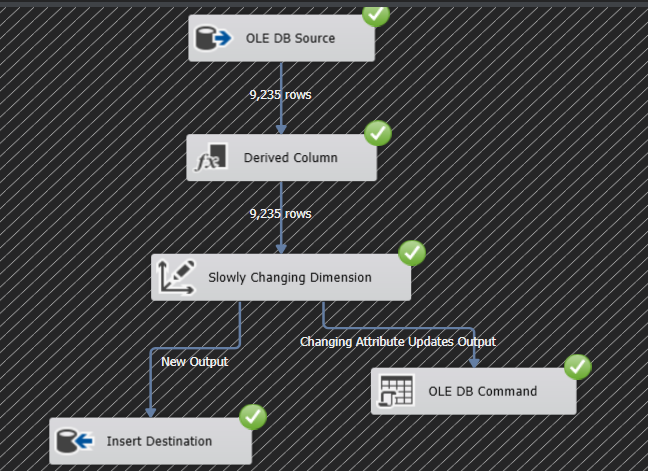 OLE DB Source
9,235 rows
Derived Column
9,235 rows
Slowly Changing Dimension
Changing Attribute Updates Output
New Output
OLE DB Command
Insert Destination